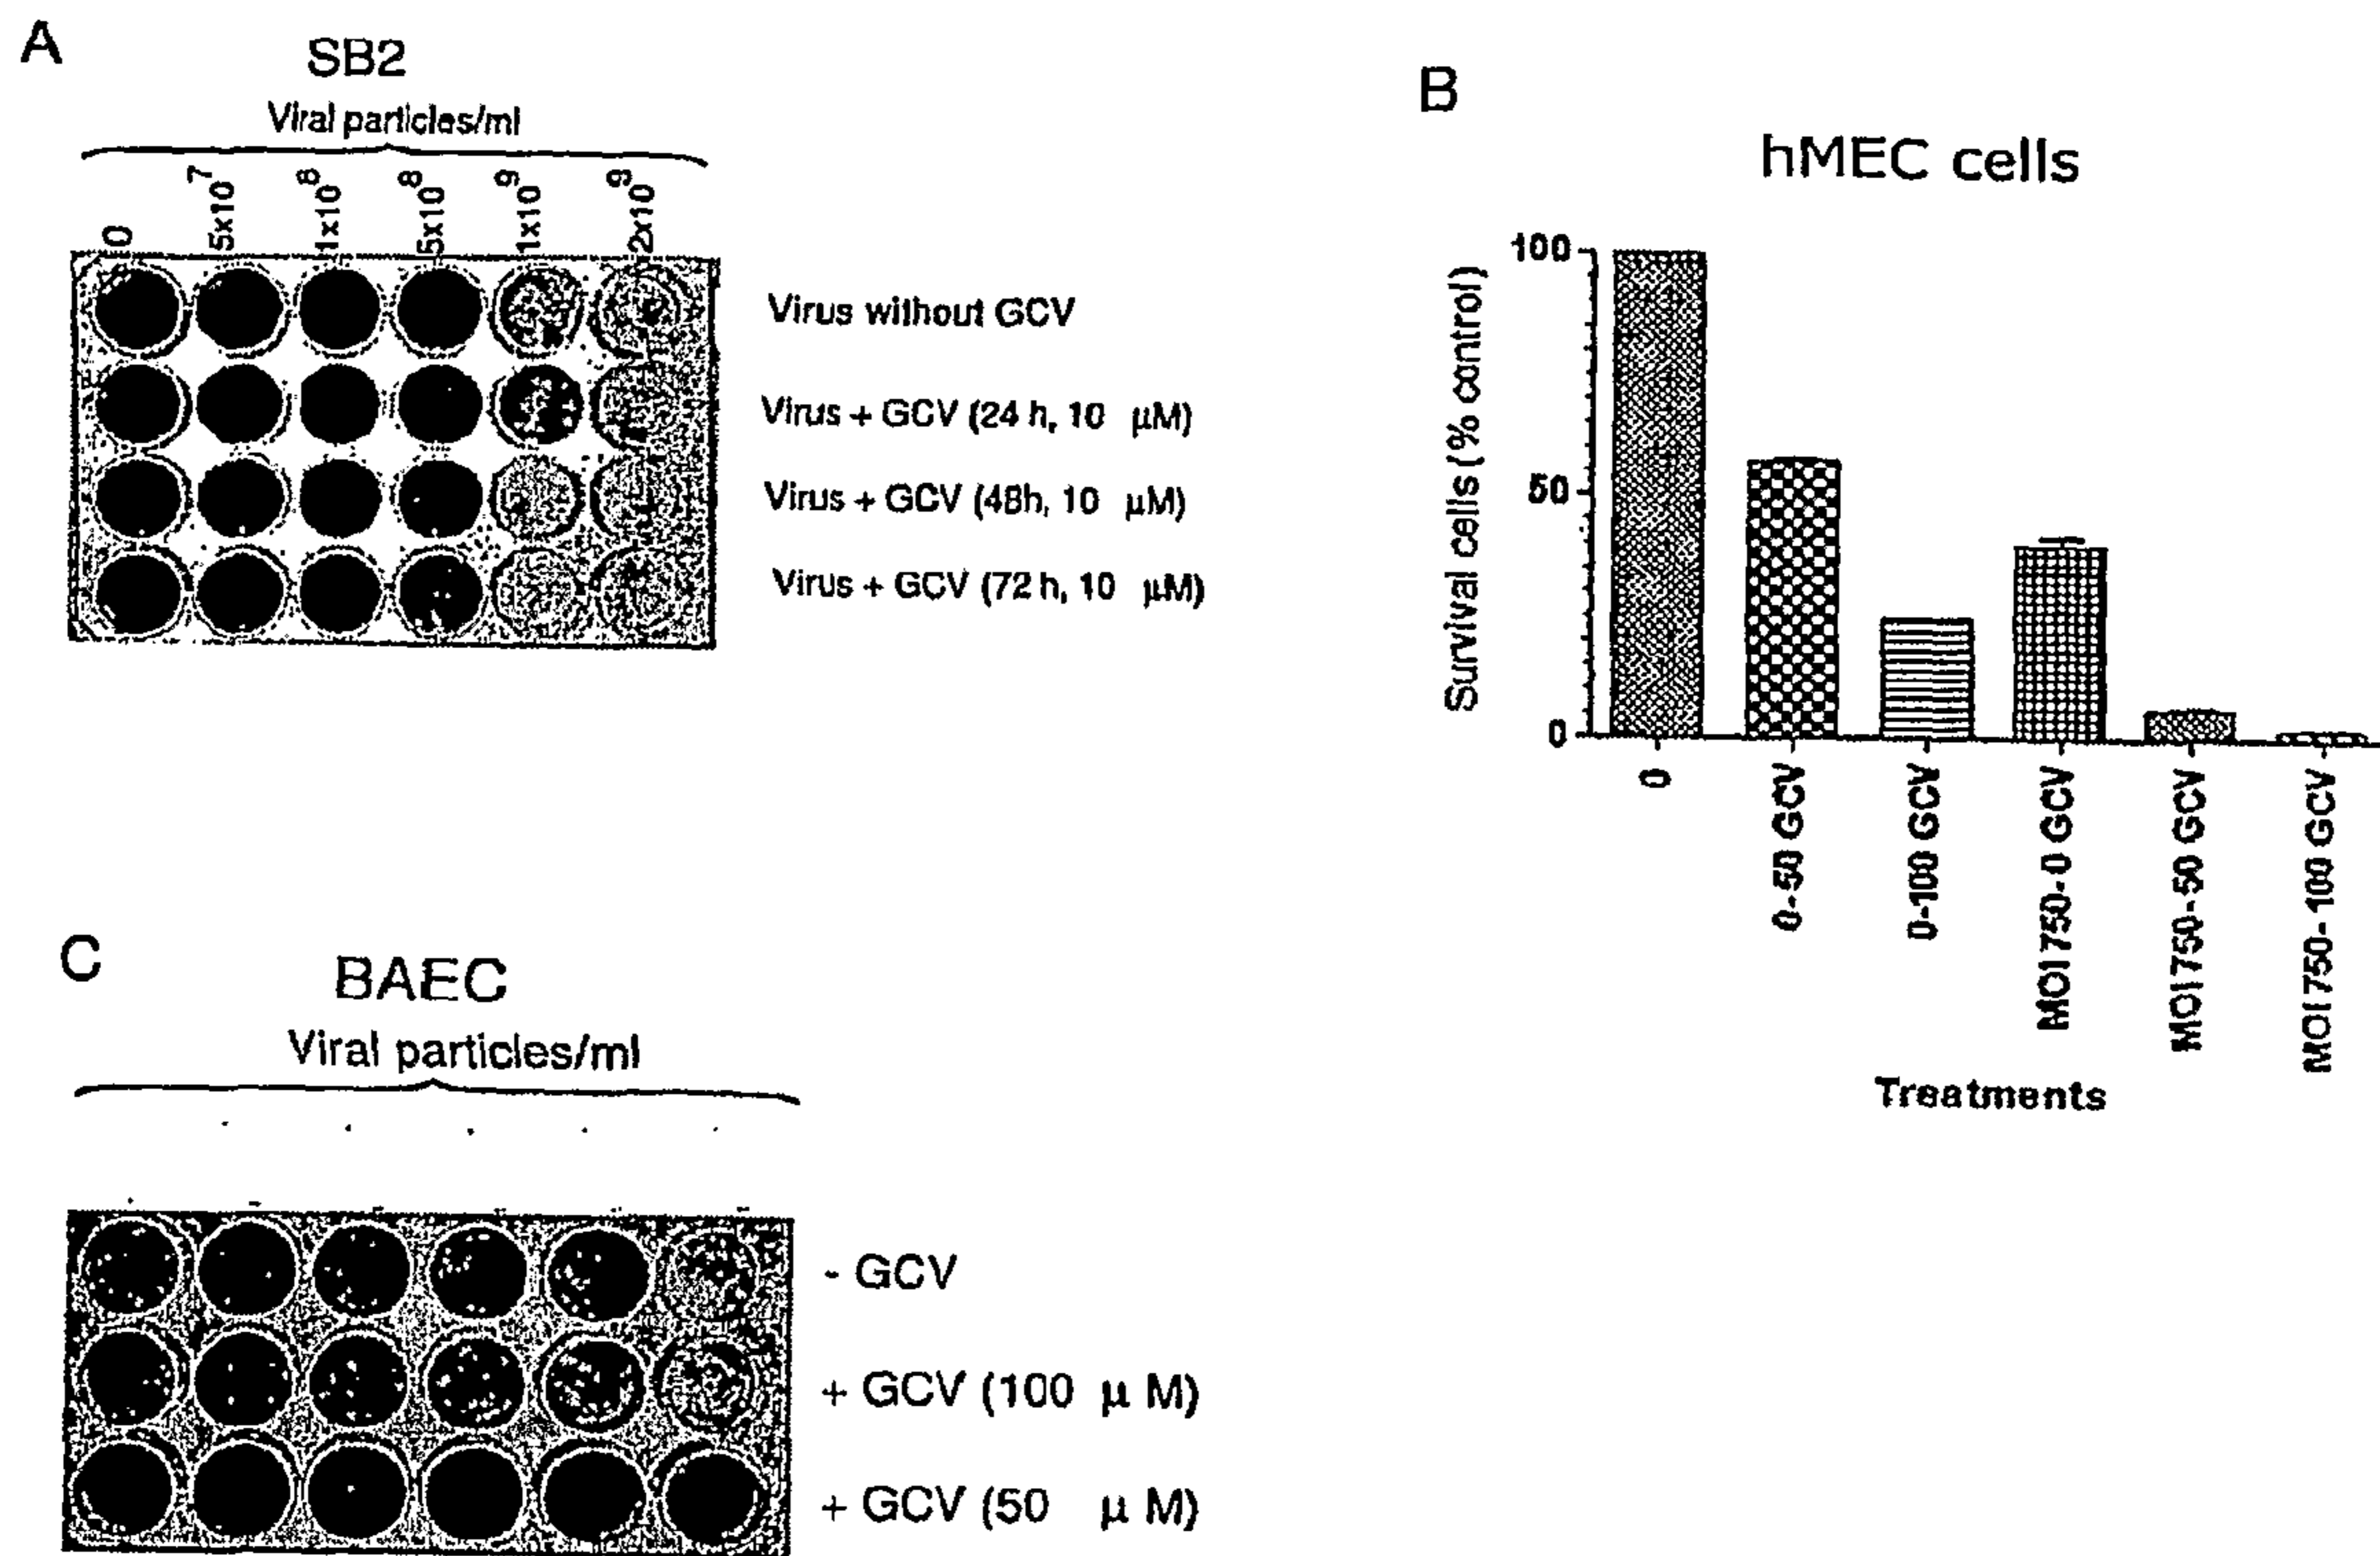 A
SB2
Viral particles/ml
0
5x10^7
1x10^8
5x10^8
1x10^9
2x10^9
Virus without GCV
Virus + GCV (24 h, 10 μM)
Virus + GCV (48h, 10 μM)
Virus + GCV (72 h, 10 μM)
B
hMEC cells
Survival cells (% control)
100
50
0
0
0-50 GCV
0-100 GCV
MOI 750-0 GCV
MOI 750-50 GCV
MOI 750-100 GCV
Treatments
C
BAEC
Viral particles/ml
- GCV
+ GCV (100 μ M)
+ GCV (50 μ M)